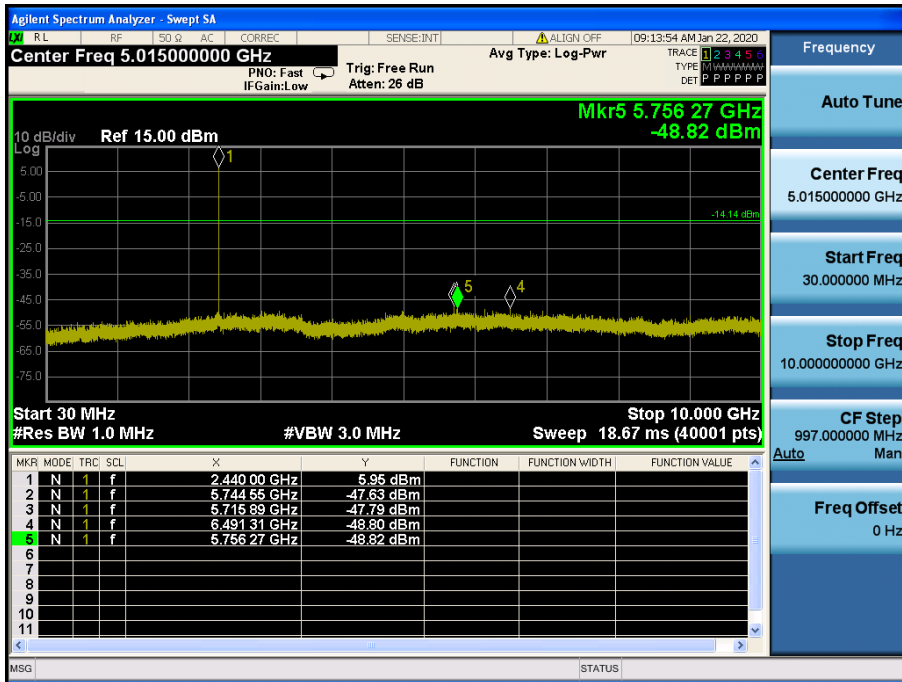 Agilent Spectrum Analyzer - Swept SA
LXI RL RF 50 Ω AC CORREC SENSE:INT ALIGN OFF 09:13:54 AM Jan 22, 2020
Center Freq 5.015000000 GHz
PNO: Fast
IFGain:Low
Trig: Free Run
Atten: 26 dB
Avg Type: Log-Pwr
TRACE 1 2 3 4 5 6
TYPE MWWWWW
DET P P P P P P
Mkr5 5.756 27 GHz
-48.82 dBm
10 dB/div Ref 15.00 dBm
Log
1
5.00
-5.00
-15.0
-14.14 dBm
-25.0
-35.0
5
4
-45.0
-55.0
-65.0
-75.0
Start 30 MHz Stop 10.000 GHz
#Res BW 1.0 MHz #VBW 3.0 MHz Sweep 18.67 ms (40001 pts)
MKR MODE TRC SCL X Y FUNCTION FUNCTION WIDTH FUNCTION VALUE
1 N 1 f 2.440 00 GHz 5.95 dBm
2 N 1 f 5.744 55 GHz -47.63 dBm
3 N 1 f 5.715 89 GHz -47.79 dBm
4 N 1 f 6.491 31 GHz -48.80 dBm
5 N 1 f 5.756 27 GHz -48.82 dBm
6
7
8
9
10
11
MSG STATUS
Frequency
Auto Tune
Center Freq
5.015000000 GHz
Start Freq
30.000000 MHz
Stop Freq
10.000000000 GHz
CF Step
997.000000 MHz
Auto Man
Freq Offset
0 Hz